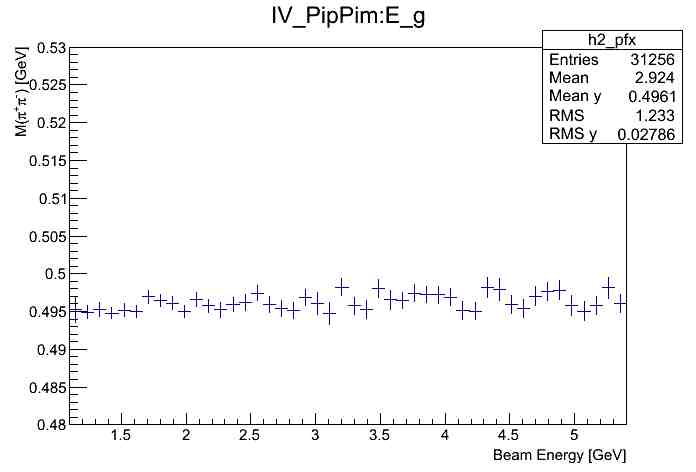 IV_PipPim:E_g
h2_pfx
Entries 31256
Mean 2.924
Mean y 0.4961
RMS 1.233
RMS y 0.02786
M(π⁺π⁻) [GeV]
0.53
0.525
0.52
0.515
0.51
0.505
0.5
0.495
0.49
0.485
0.48
1.5 2 2.5 3 3.5 4 4.5 5
Beam Energy [GeV]